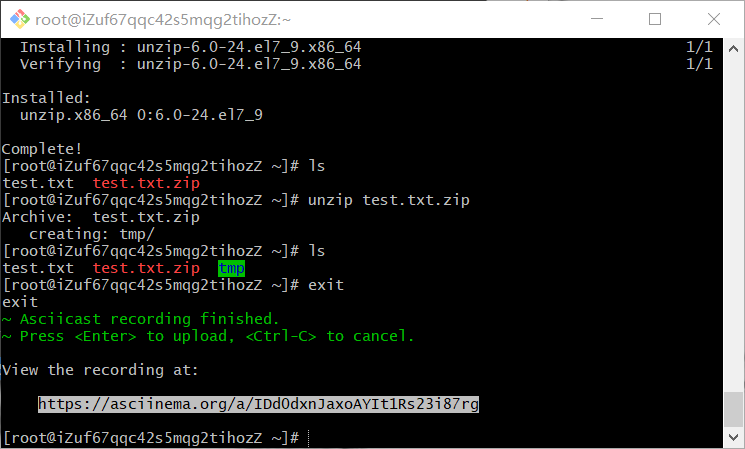 root@iZuf67qqc42s5mqg2tihozZ:~
Installing : unzip-6.0-24.el7_9.x86_64 1/1
Verifying : unzip-6.0-24.el7_9.x86_64 1/1
Installed:
unzip.x86_64 0:6.0-24.el7_9
Complete!
[root@iZuf67qqc42s5mqg2tihozZ ~]# ls
test.txt test.txt.zip
[root@iZuf67qqc42s5mqg2tihozZ ~]# unzip test.txt.zip
Archive: test.txt.zip
creating: tmp/
[root@iZuf67qqc42s5mqg2tihozZ ~]# ls
test.txt test.txt.zip tmp
[root@iZuf67qqc42s5mqg2tihozZ ~]# exit
exit
~ Asciicast recording finished.
~ Press <Enter> to upload, <Ctrl-C> to cancel.
View the recording at:
https://asciinema.org/a/IDdOdxnJaxoAYIt1Rs23i87rg
[root@iZuf67qqc42s5mqg2tihozZ ~]#